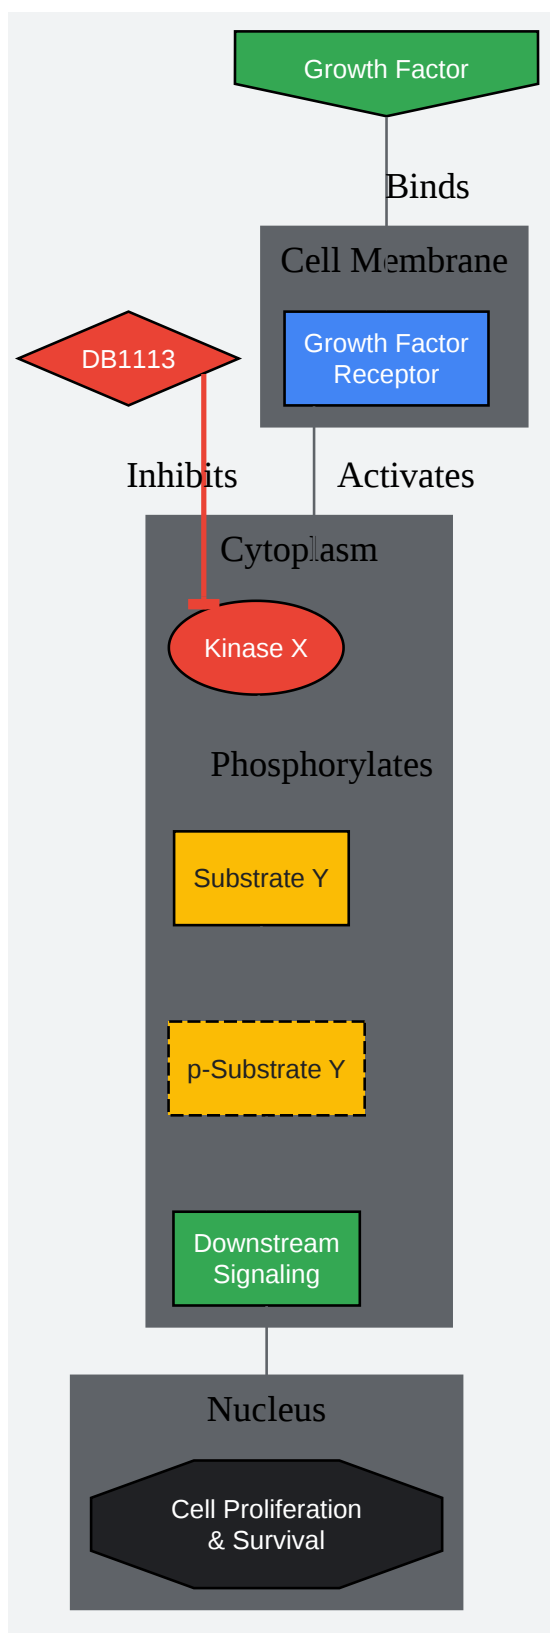 Growth Factor
Binds
Cell Membrane
Growth Factor
Receptor
DB1113
Inhibits
Activates
Cytoplasm
Kinase X
Phosphorylates
Substrate Y
p-Substrate Y
Downstream
Signaling
Nucleus
Cell Proliferation
& Survival